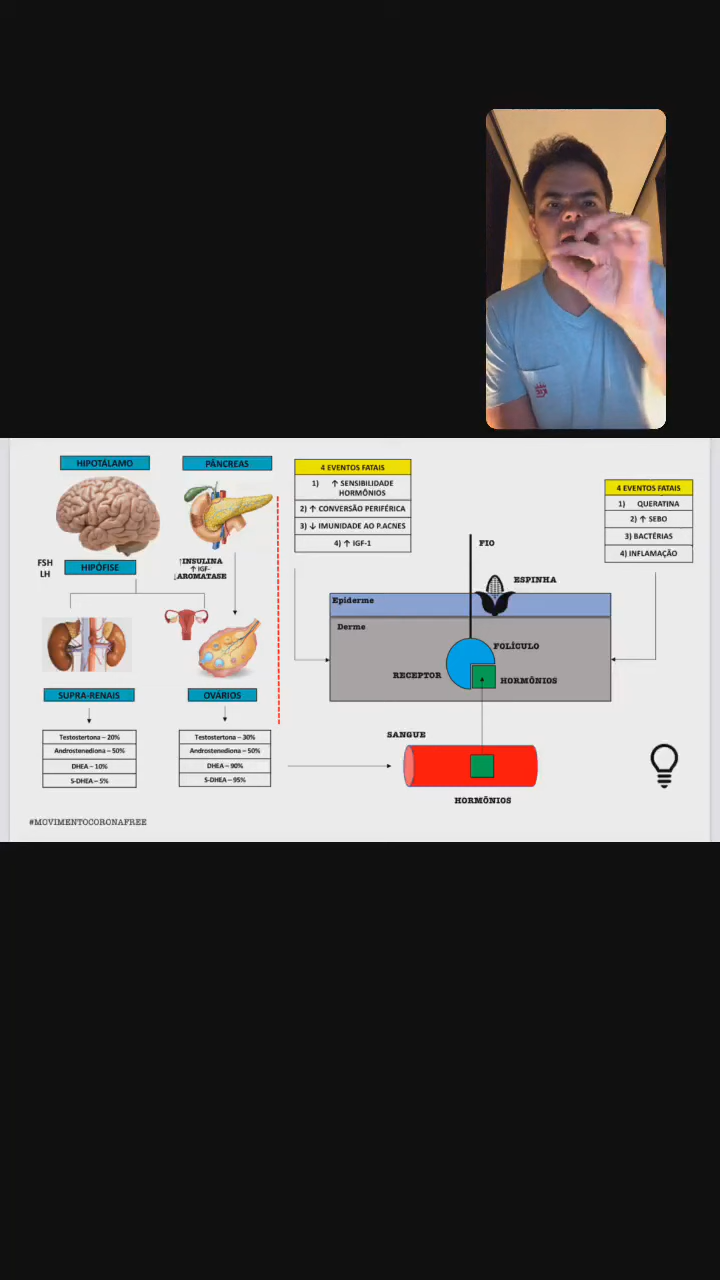 HIPOTÁLAMO
PÂNCREAS
FSH
LH
HIPÓFISE
↑INSULINA
↑ IGF-
↓AROMATASE
SUPRA-RENAIS
OVÁRIOS
Testostertona – 20%
Androstenediona – 50%
DHEA – 10%
S-DHEA – 5%
Testostertona – 30%
Androstenediona – 50%
DHEA – 90%
S-DHEA – 95%
#MOVIMENTOCORONAFREE
4 EVENTOS FATAIS
1) ↑ SENSIBILIDADE
HORMÔNIOS
2) ↑ CONVERSÃO PERIFÉRICA
3) ↓ IMUNIDADE AO P.ACNES
4) ↑ IGF-1
4 EVENTOS FATAIS
1) QUERATINA
2) ↑ SEBO
3) BACTÉRIAS
4) INFLAMAÇÃO
FIO
ESPINHA
Epiderme
Derme
FOLÍCULO
RECEPTOR
HORMÔNIOS
SANGUE
HORMÔNIOS